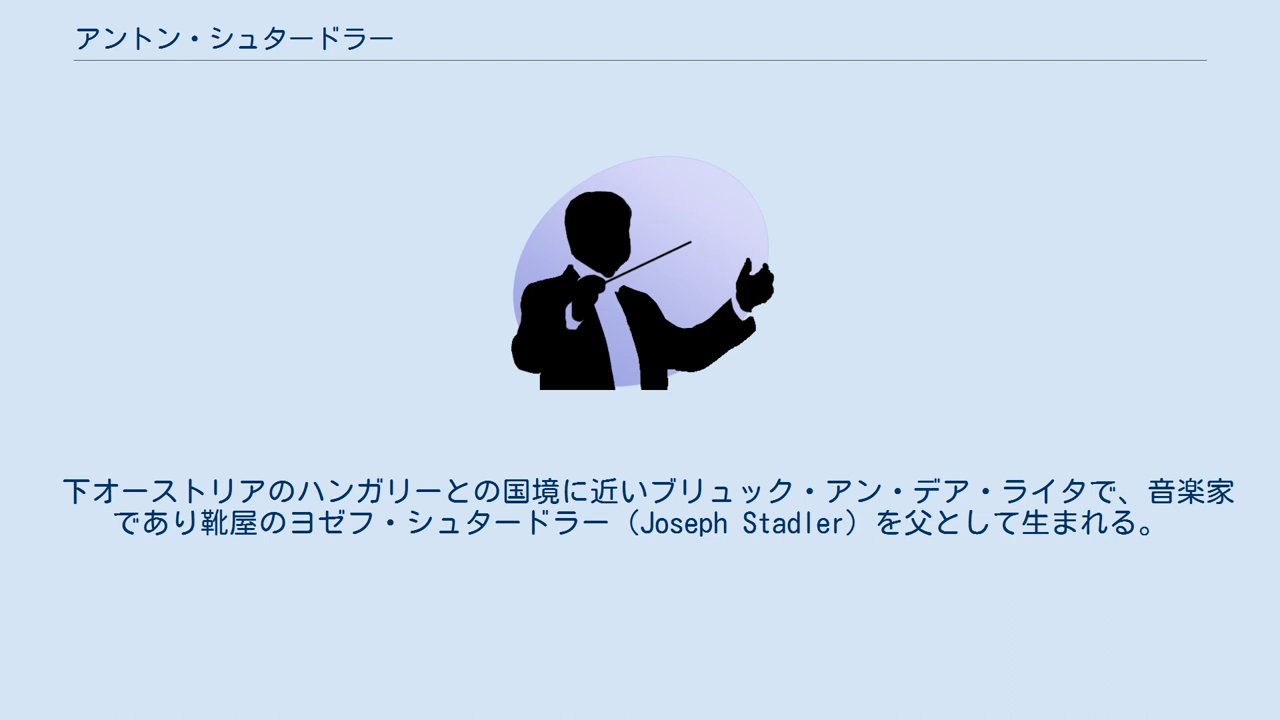 アントン・シュタードラー
下オーストリアのハンガリーとの国境に近いブリュック・アン・デア・ライタで、音楽家
であり靴屋のヨゼフ・シュタードラー（Joseph Stadler）を父として生まれる。